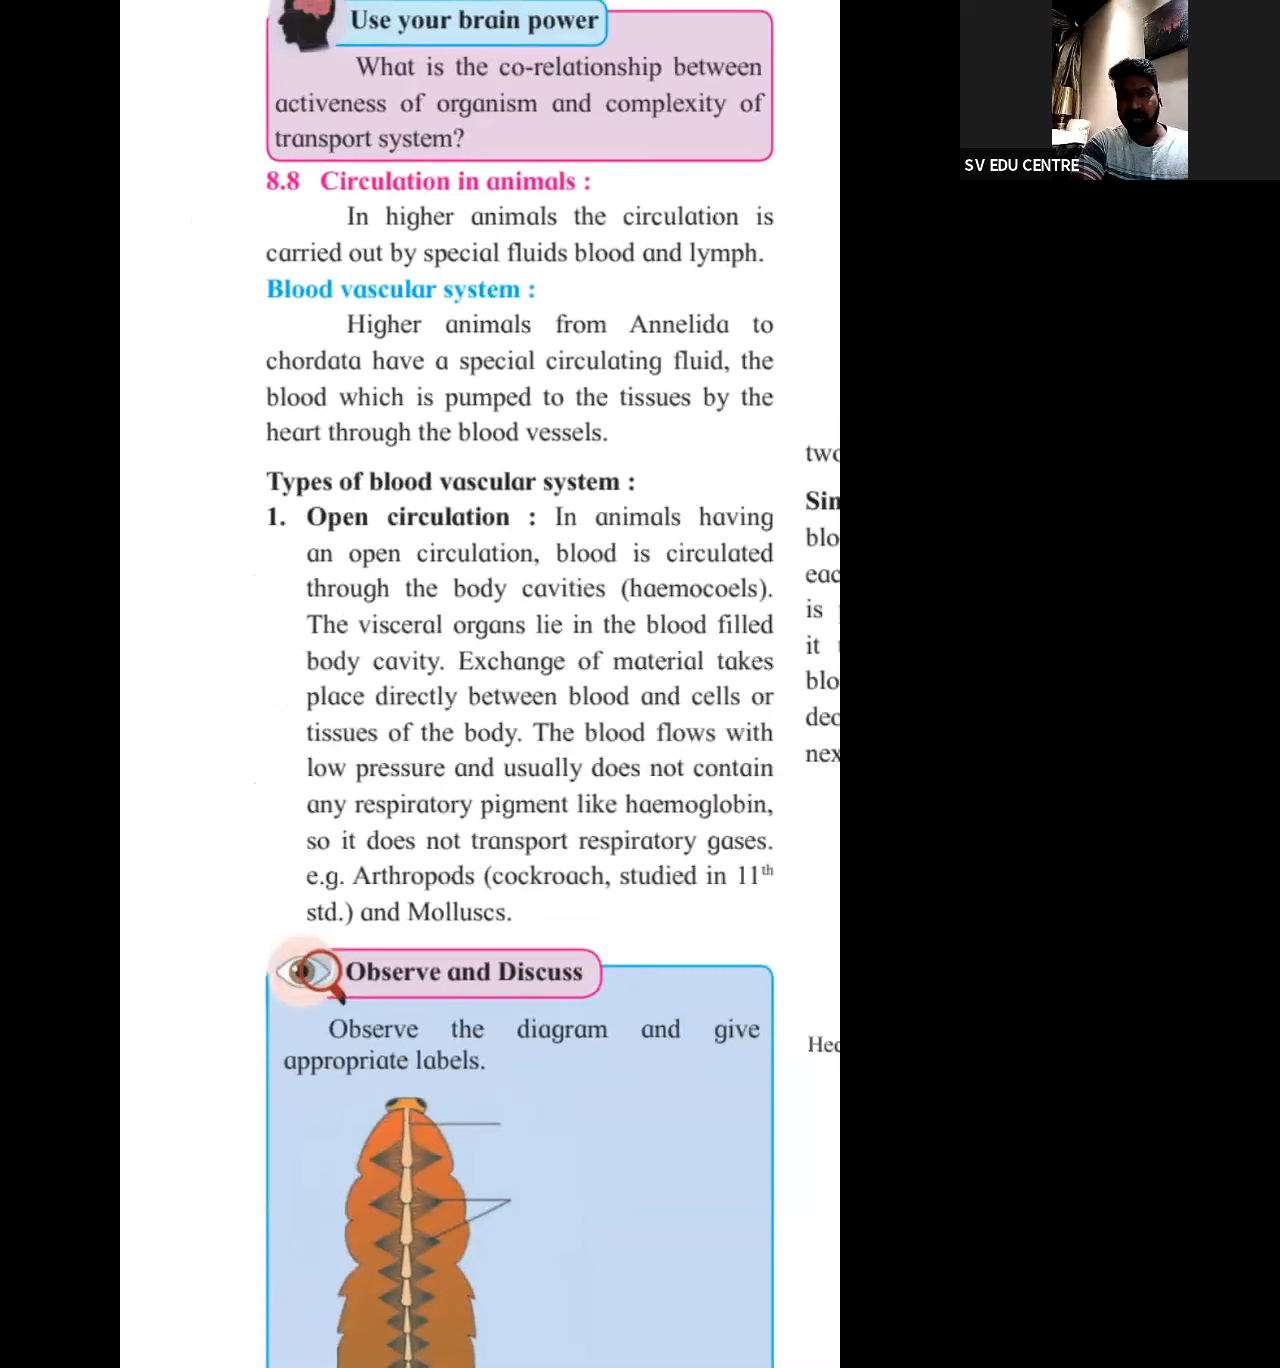 Use your brain power
What is the co-relationship between
activeness of organism and complexity of
transport system?
8.8 Circulation in animals :
In higher animals the circulation is
carried out by special fluids blood and lymph.
Blood vascular system :
Higher animals from Annelida to
chordata have a special circulating fluid, the
blood which is pumped to the tissues by the
heart through the blood vessels.
Types of blood vascular system :
1. Open circulation : In animals having
an open circulation, blood is circulated
through the body cavities (haemocoels).
The visceral organs lie in the blood filled
body cavity. Exchange of material takes
place directly between blood and cells or
tissues of the body. The blood flows with
low pressure and usually does not contain
any respiratory pigment like haemoglobin,
so it does not transport respiratory gases.
e.g. Arthropods (cockroach, studied in 11th
std.) and Molluscs.
Observe and Discuss
Observe the diagram and give
appropriate labels.
is
it
SV EDU CENTRE